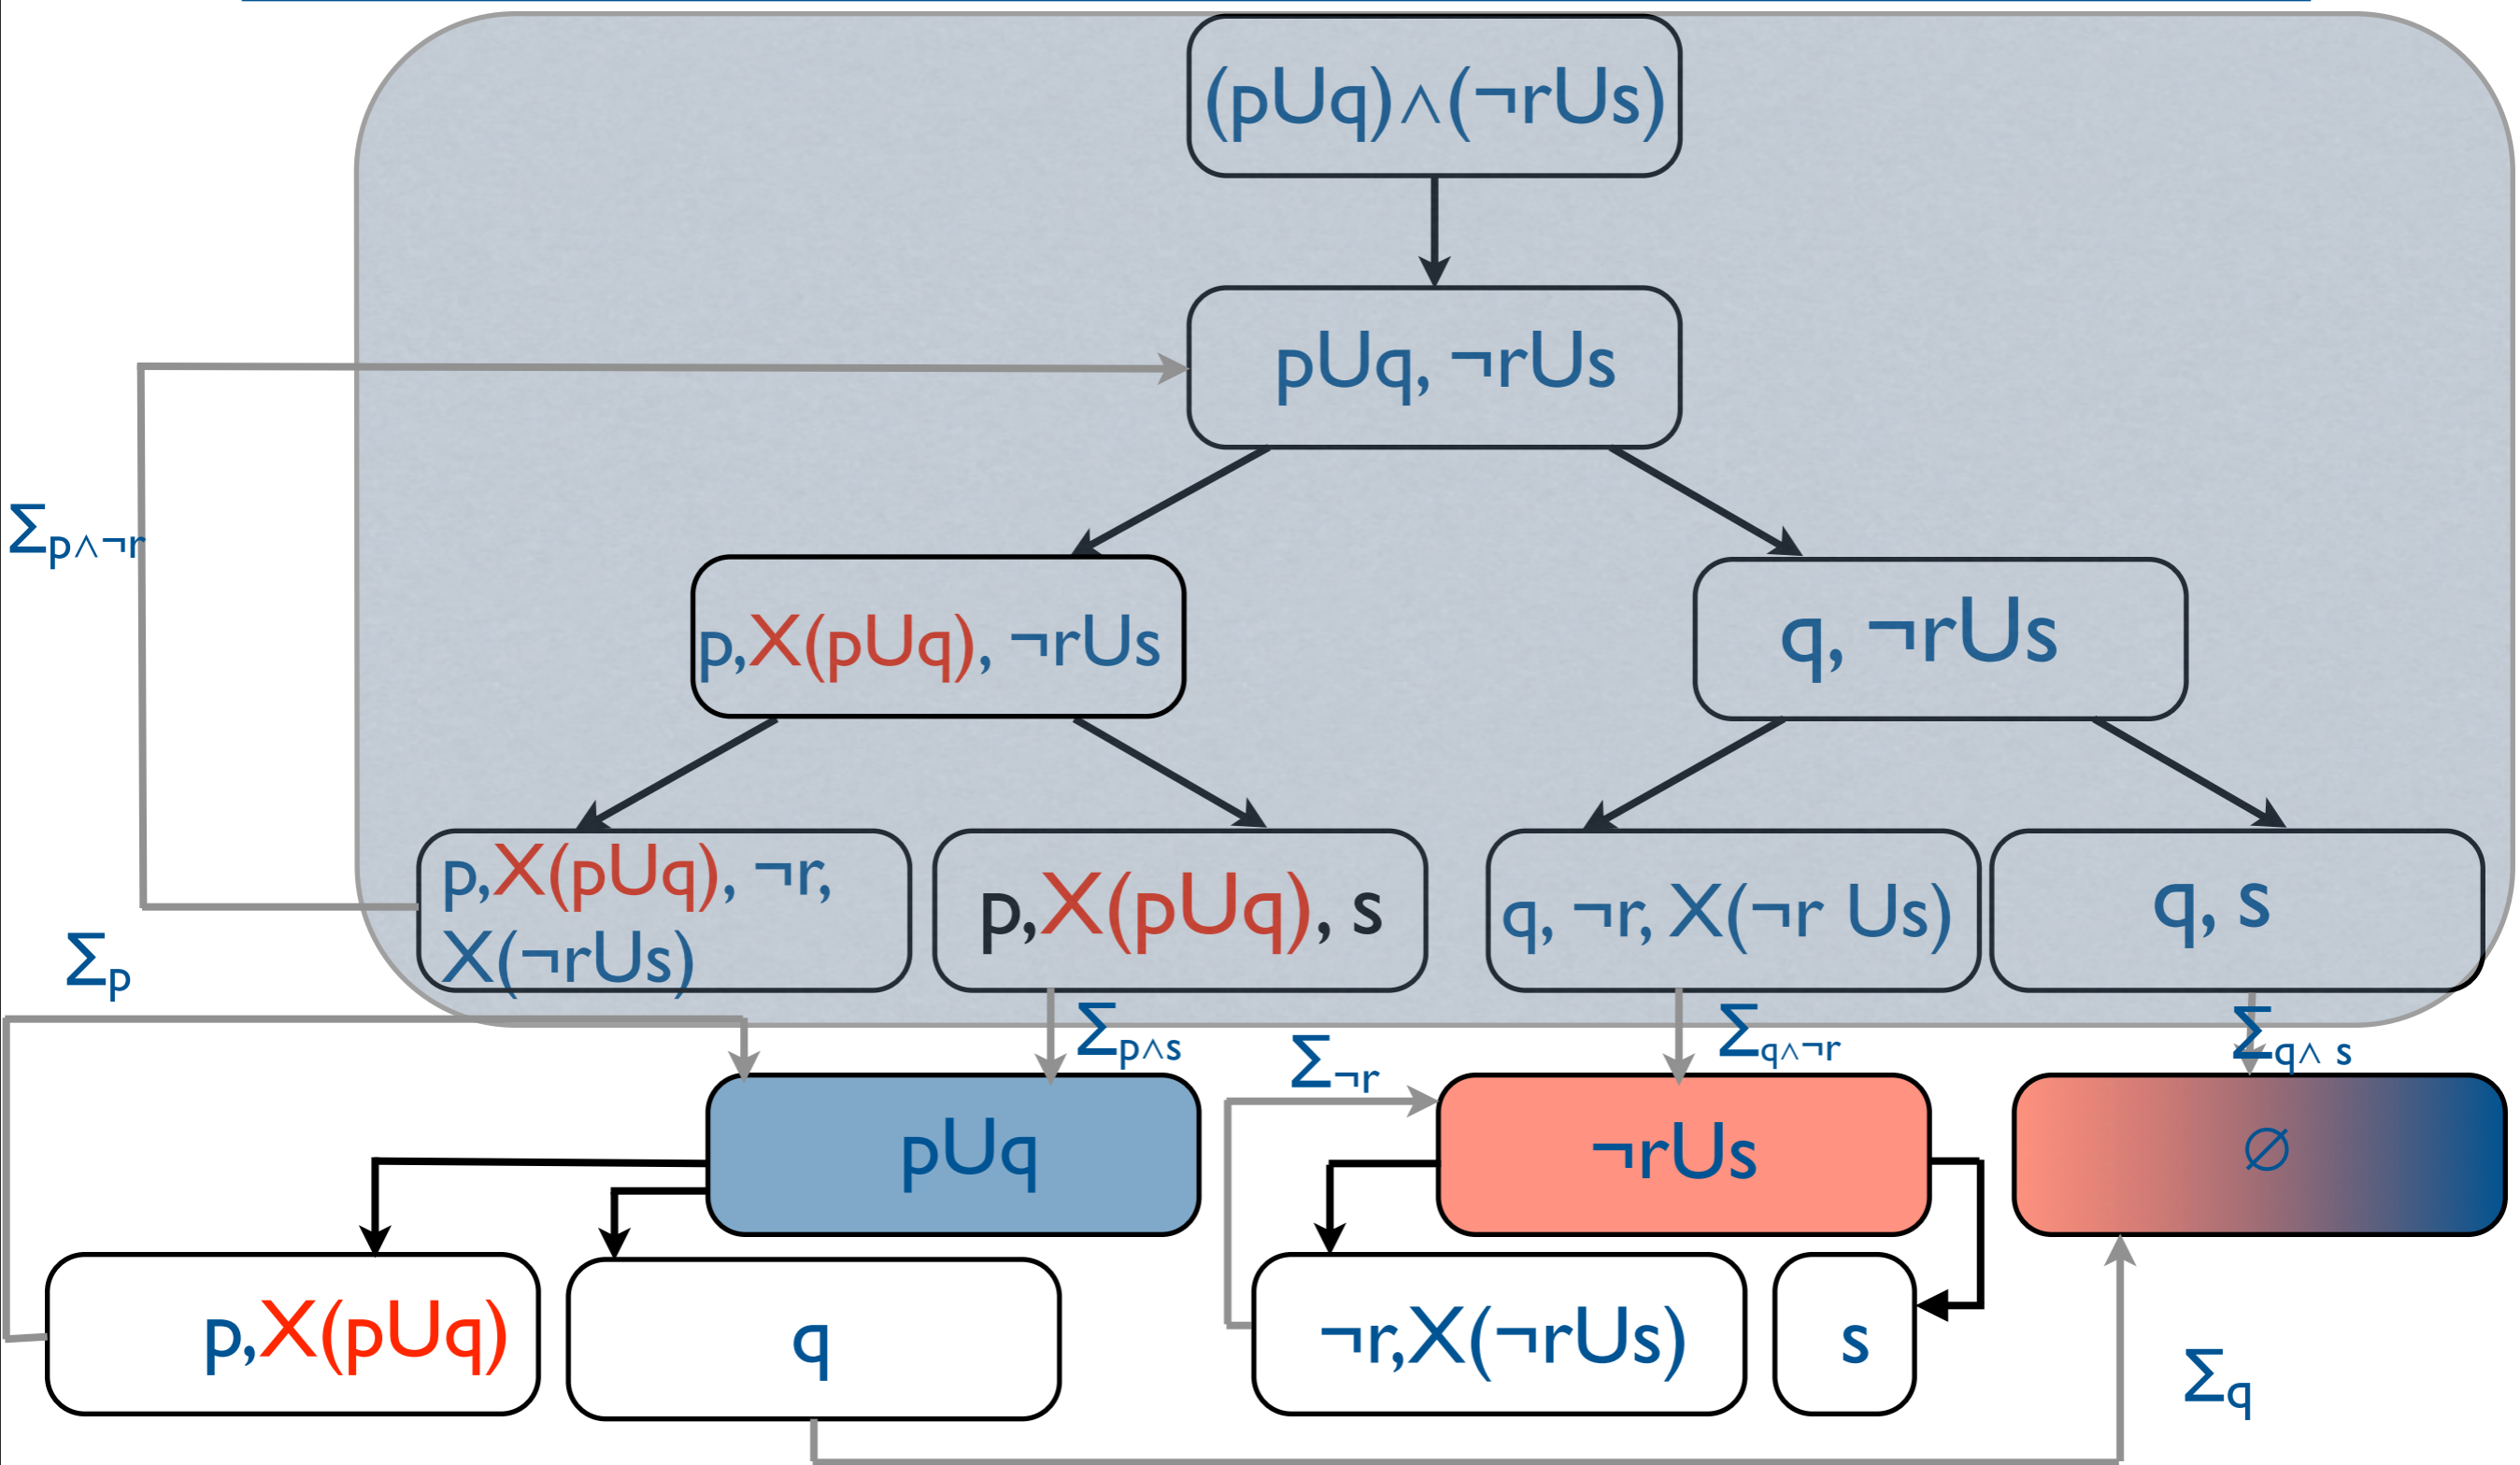 (pUq)∧(¬rUs)
pUq, ¬rUs
Σp∧¬r
p,X(pUq), ¬rUs
q, ¬rUs
p,X(pUq), ¬r,
X(¬rUs)
p,X(pUq), s
q, ¬r, X(¬r Us)
q, s
Σp
Σp∧s
Σ¬r
Σq∧¬r
Σq∧ s
pUq
¬rUs
∅
p,X(pUq)
q
¬r,X(¬rUs)
s
Σq